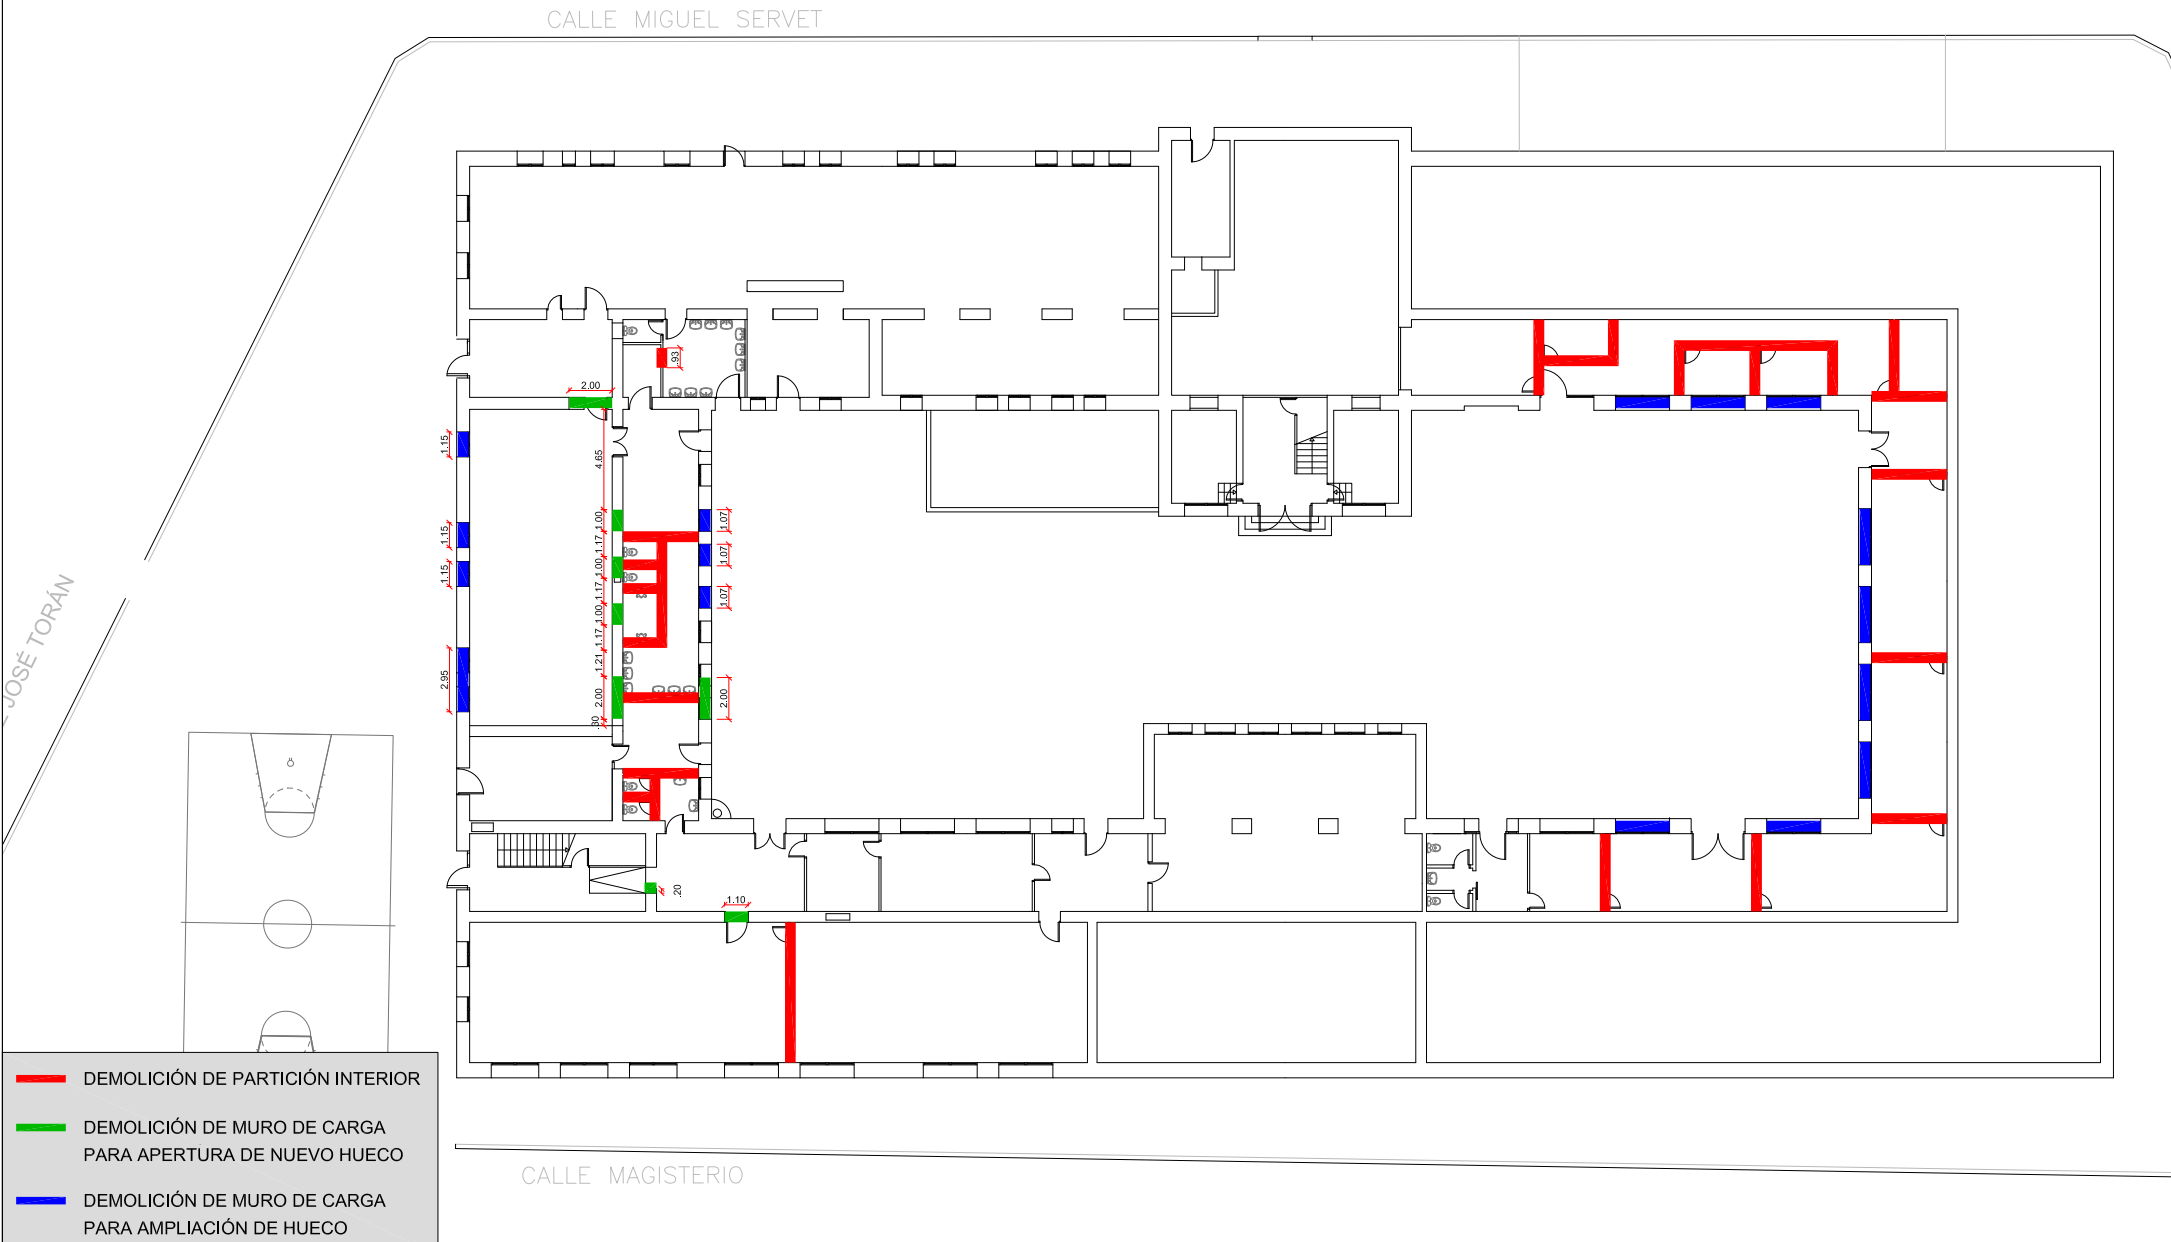 CALLE MIGUEL SERVET
.93
2.00
1.15
4.65
1.00
1.07
1.15
1.17
1.07
1.00
1.15
1.17
1.07
1.00
1.17
1.21
2.95
2.00
2.00
.30
JOSÉ TORÁN
.20
1.10
DEMOLICIÓN DE PARTICIÓN INTERIOR
DEMOLICIÓN DE MURO DE CARGA
PARA APERTURA DE NUEVO HUECO
DEMOLICIÓN DE MURO DE CARGA
PARA AMPLIACIÓN DE HUECO
CALLE MAGISTERIO